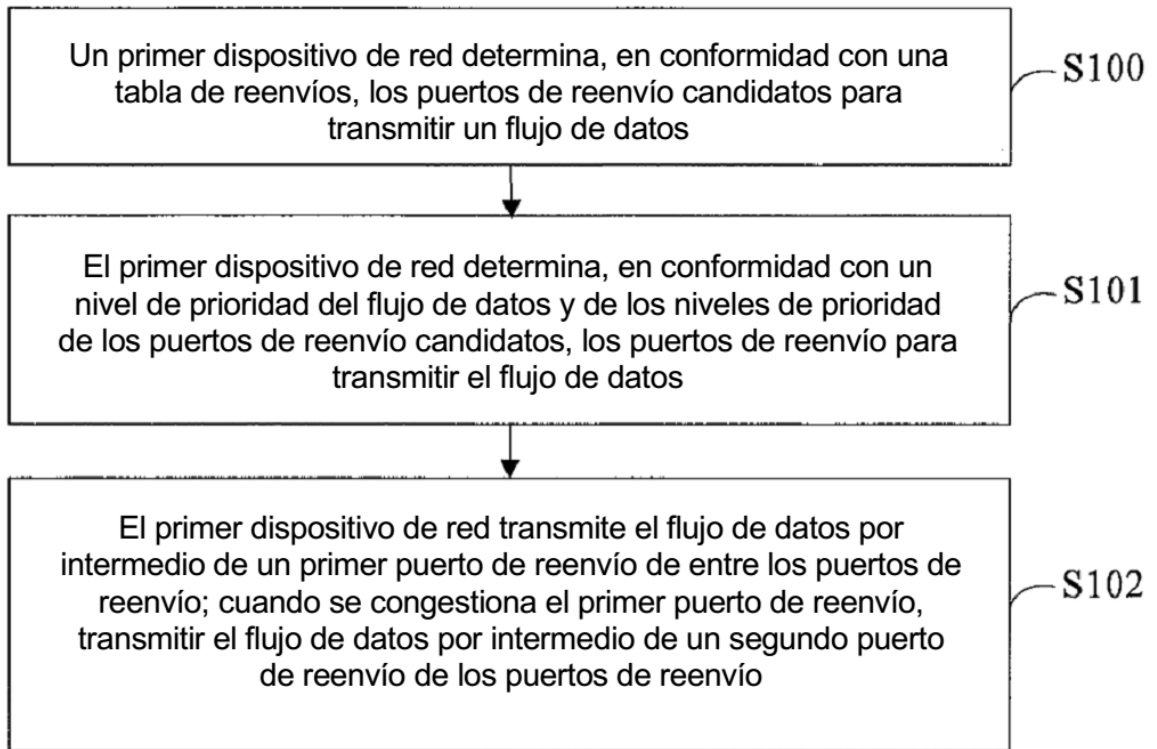 Un primer dispositivo de red determina, en conformidad con una
tabla de reenvíos, los puertos de reenvío candidatos para
transmitir un flujo de datos
S100
El primer dispositivo de red determina, en conformidad con un
nivel de prioridad del flujo de datos y de los niveles de prioridad
de los puertos de reenvío candidatos, los puertos de reenvío para
transmitir el flujo de datos
S101
El primer dispositivo de red transmite el flujo de datos por
intermedio de un primer puerto de reenvío de entre los puertos de
reenvío; cuando se congestiona el primer puerto de reenvío,
transmitir el flujo de datos por intermedio de un segundo puerto
de reenvío de los puertos de reenvío
S102